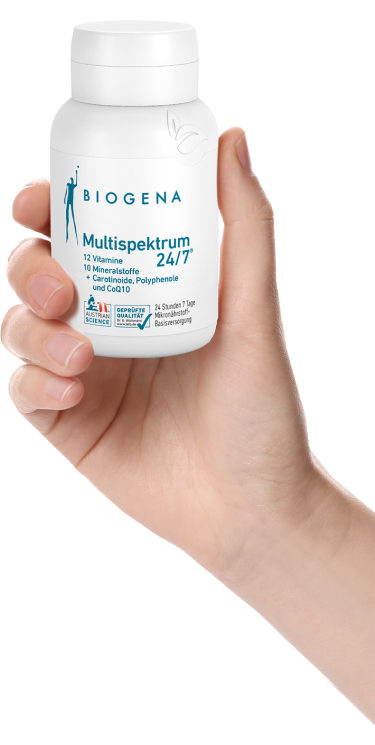 BIOGENA
Multispektrum
24/7®
12 Vitamine
10 Mineralstoffe
+ Carotinoide, Polyphenole
und CoQ10
AUSTRIAN
SCIENCE
GEPRÜFTE
QUALITÄT
24 Stunden 7 Tage
Mikronährstoff-
Basisversorgung